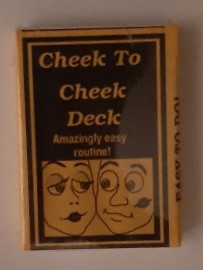 Cheek To
Cheek
Deck
Amazingly easy
routine!
EASY TO DO!